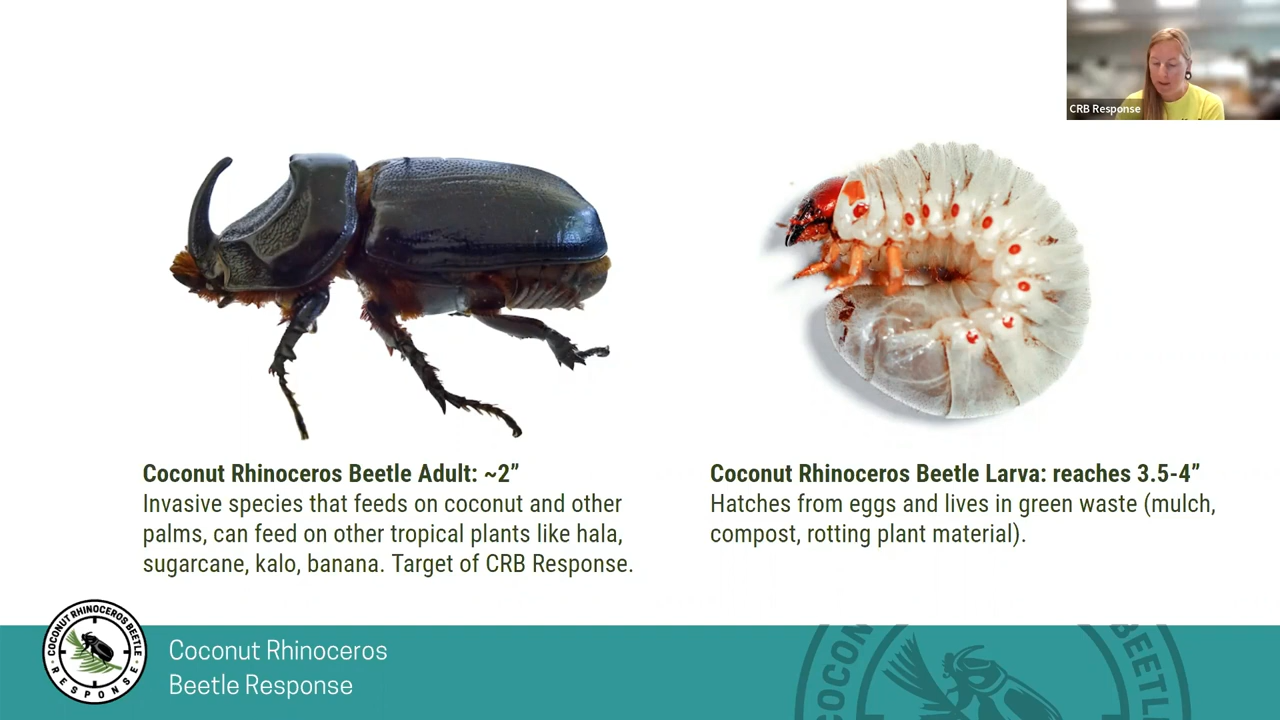 CRB Response
Coconut Rhinoceros Beetle Adult: ~2”
Invasive species that feeds on coconut and other
palms, can feed on other tropical plants like hala,
sugarcane, kalo, banana. Target of CRB Response.
Coconut Rhinoceros Beetle Larva: reaches 3.5-4”
Hatches from eggs and lives in green waste (mulch,
compost, rotting plant material).
COCONUT RHINOCEROS BEETLE
RESPONSE
Coconut Rhinoceros
Beetle Response
COCON
BEETLE